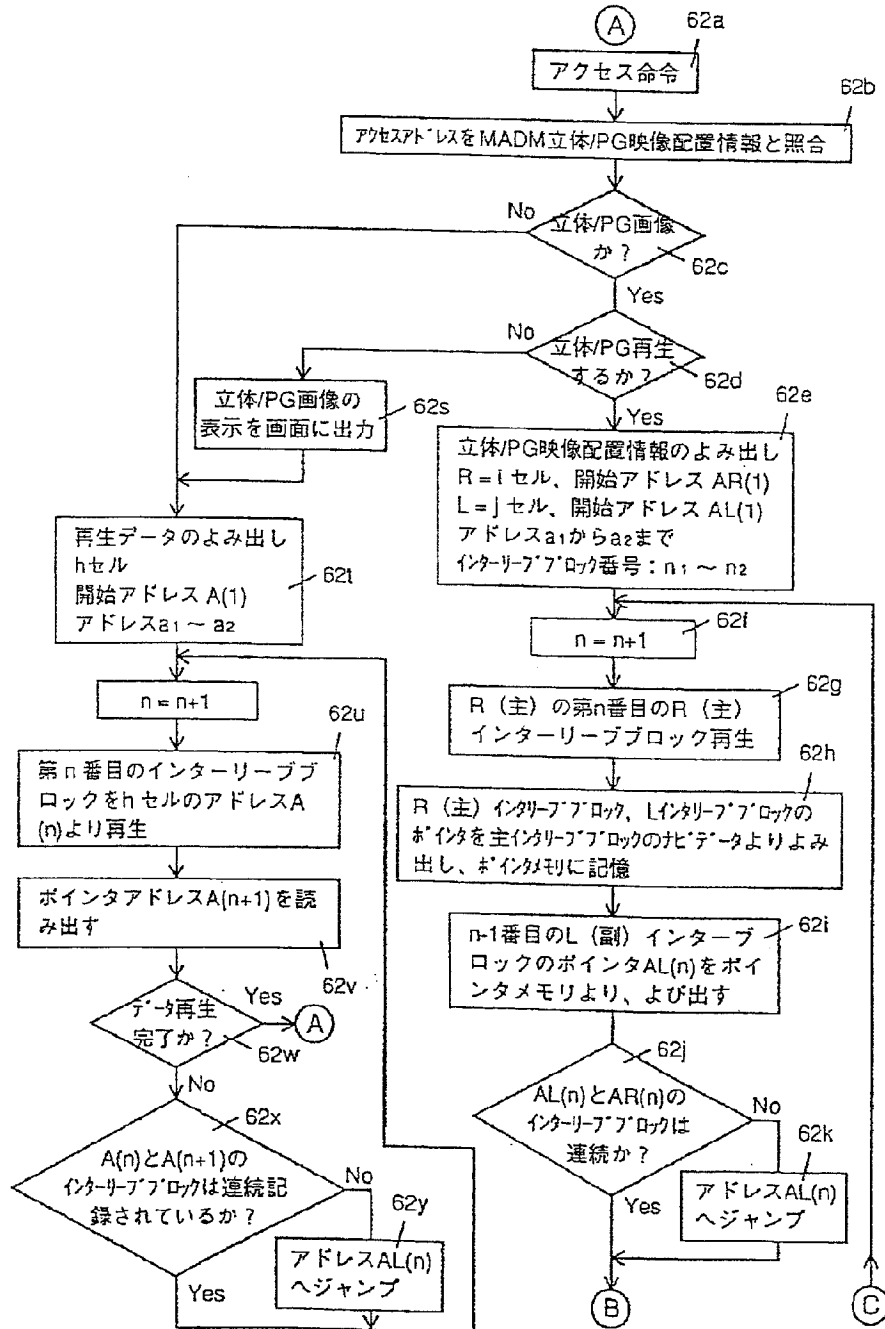 A
62a
アクセス命令
62b
アクセスアドレスをMADM立体/PG映像配置情報と照合
No
立体/PG画像
か？
62c
Yes
No
立体/PG再生
するか？
62d
立体/PG画像の
表示を画面に出力
62s
Yes
62e
立体/PG映像配置情報のよみ出し
R=iセル、開始アドレス AR(1)
L=jセル、開始アドレス AL(1)
アドレスa1からa2まで
インターリーブブロック番号：n1～n2
再生データのよみ出し
hセル
開始アドレス A(1)
アドレスa1～a2
62t
62f
n=n+1
n=n+1
62g
R（主）の第n番目のR（主）
インターリーブブロック再生
62u
第n番目のインターリーブブ
ロックをhセルのアドレスA
(n)より再生
62h
R（主）インタリーブブロック、Lインタリーブブロックの
ポインタを主インタリーブブロックのナビデータよりよみ
出し、ポインタメモリに記憶
ポインタアドレスA(n+1)を読
み出す
62v
62i
n-1番目のL（副）インターブ
ロックのポインタAL(n)をポイ
ンタメモリより、よび出す
データ再生
完了か？
Yes
A
62w
No
62j
AL(n)とAR(n)の
インターリーブブロックは
連続か？
No
62k
アドレスAL(n)
へジャンプ
Yes
62x
A(n)とA(n+1)の
インターリーブブロックは連続記
録されているか？
No
62y
アドレスAL(n)
へジャンプ
Yes
B
C